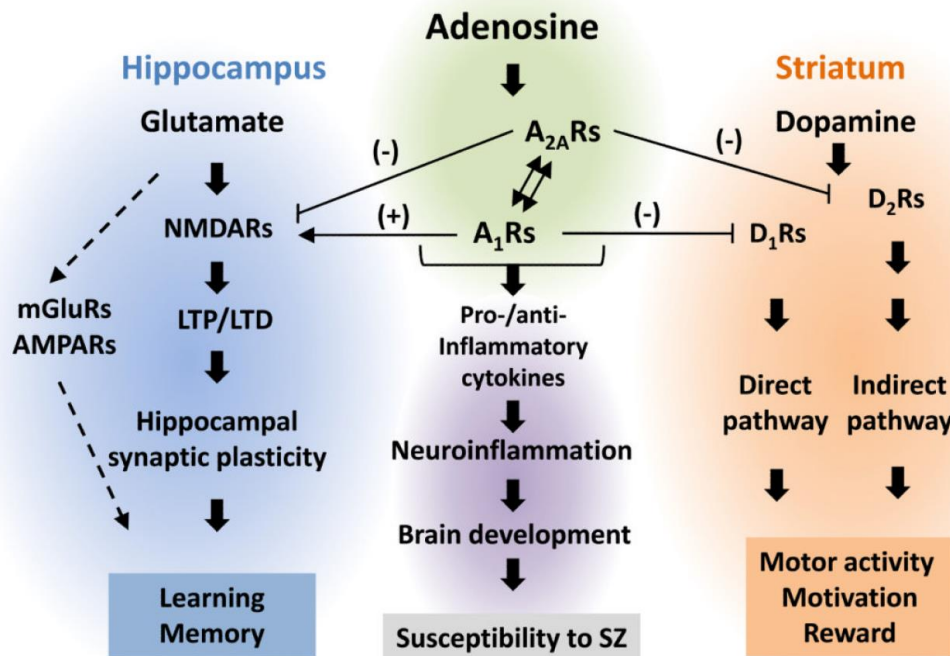 Adenosine
Hippocampus
Striatum
Glutamate
A2ARs
Dopamine
(-)
(-)
D2Rs
NMDARs
(+)
A1Rs
(-)
D1Rs
mGluRs
AMPARs
LTP/LTD
Pro-/anti-
Inflammatory
cytokines
Direct
pathway
Indirect
pathway
Hippocampal
synaptic plasticity
Neuroinflammation
Brain development
Learning
Memory
Susceptibility to SZ
Motor activity
Motivation
Reward